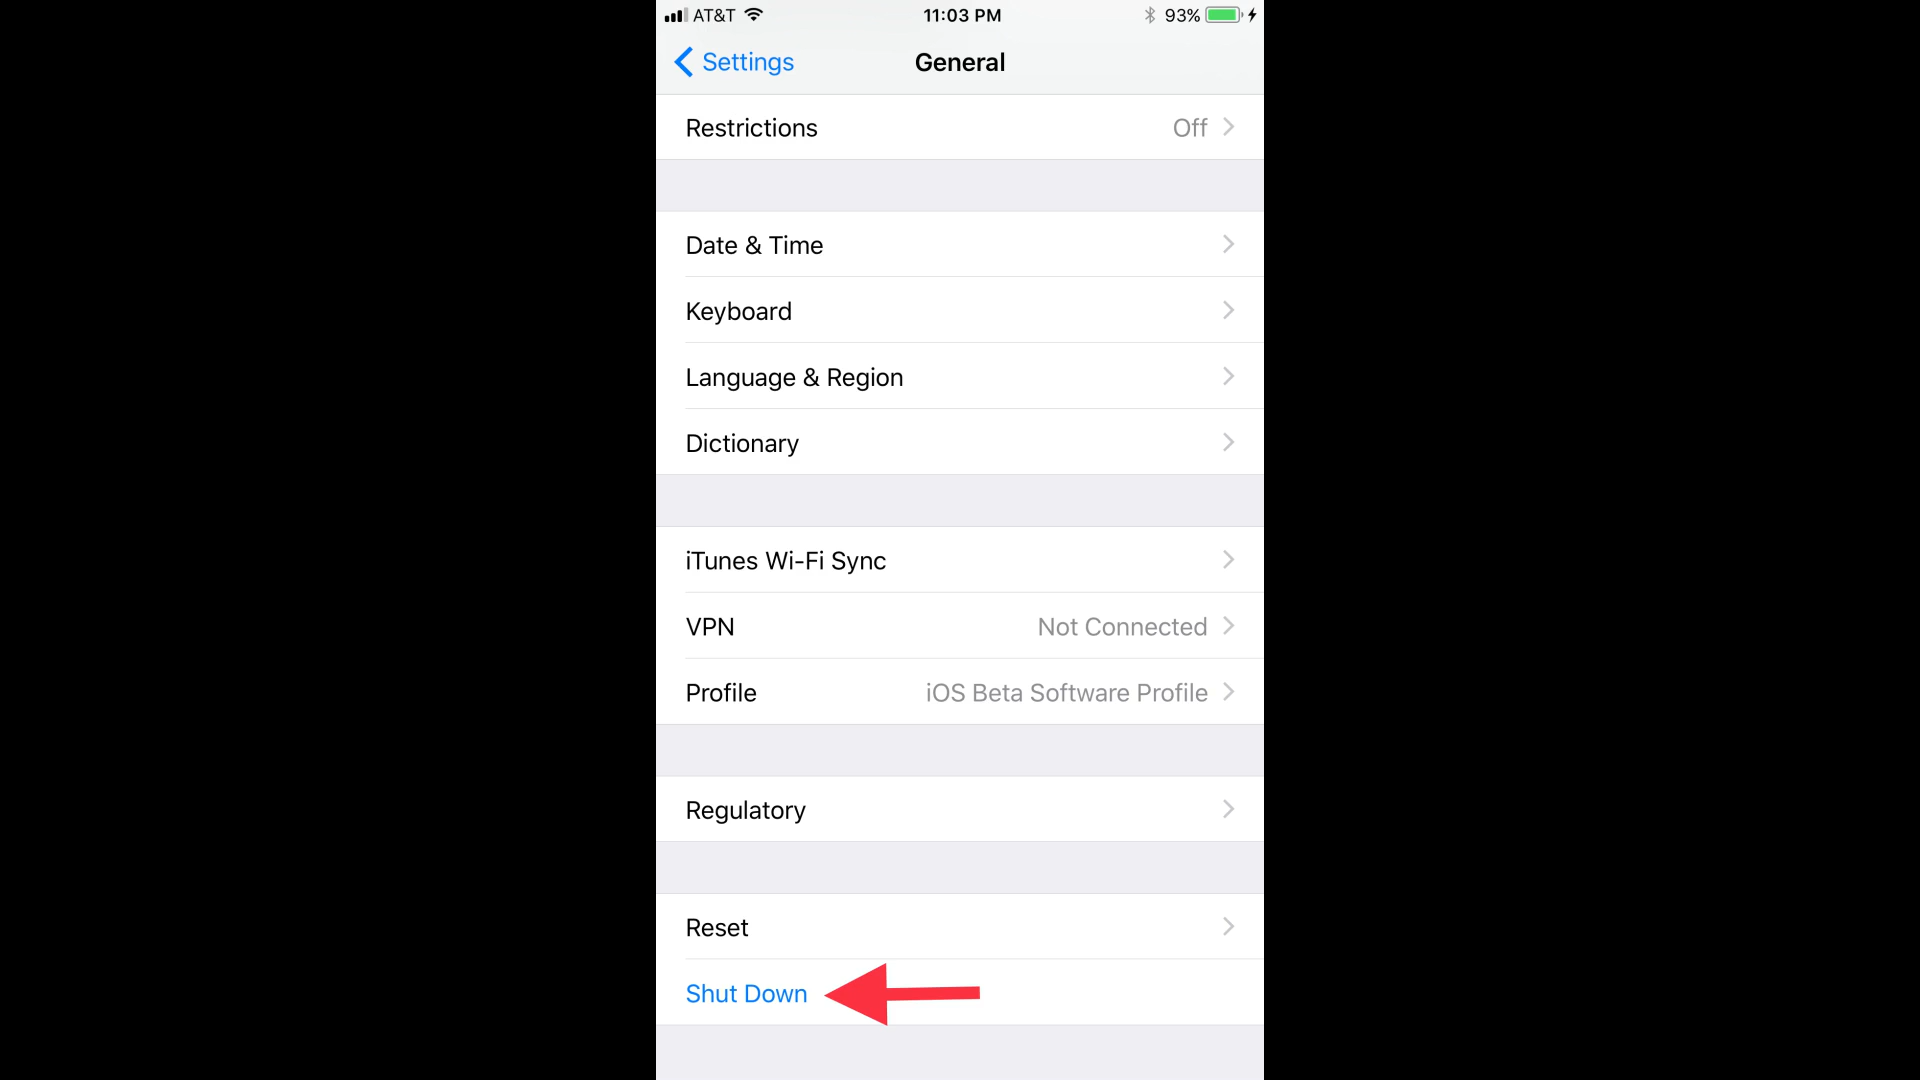 AT&T 11:03 PM 93%
Settings General
Restrictions Off
Date & Time
Keyboard
Language & Region
Dictionary
iTunes Wi-Fi Sync
VPN Not Connected
Profile iOS Beta Software Profile
Regulatory
Reset
Shut Down